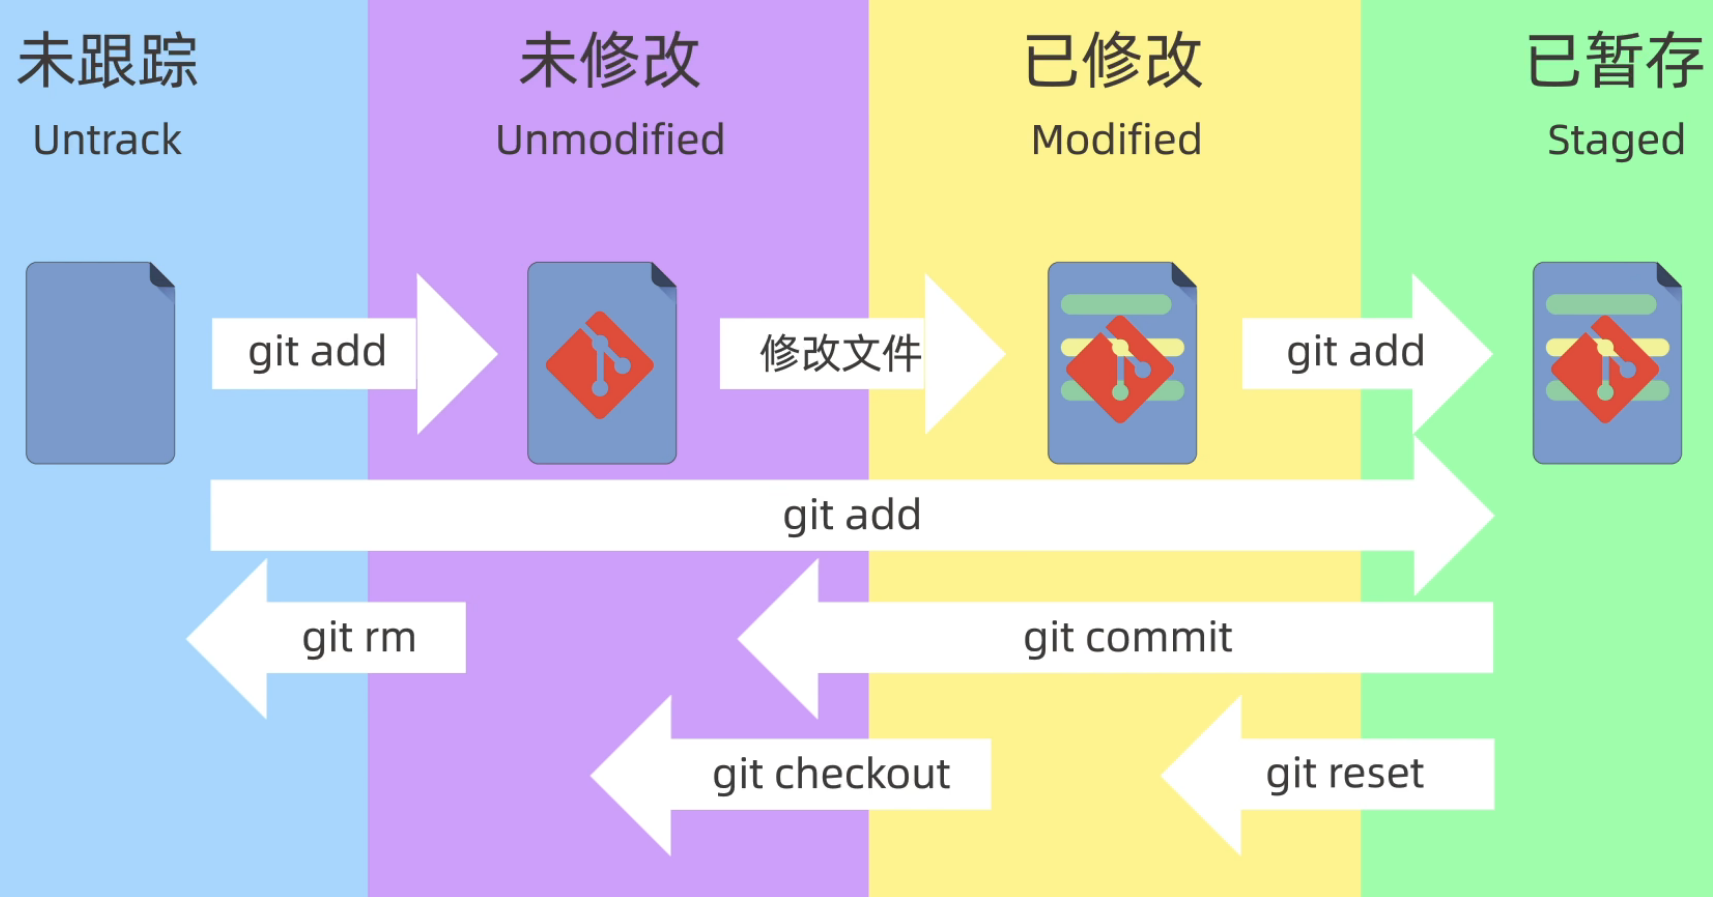 未跟踪
未修改
已修改
已暂存
Untrack
Unmodified
Modified
Staged
git add
修改文件
git add
git add
git rm
git commit
git checkout
git reset